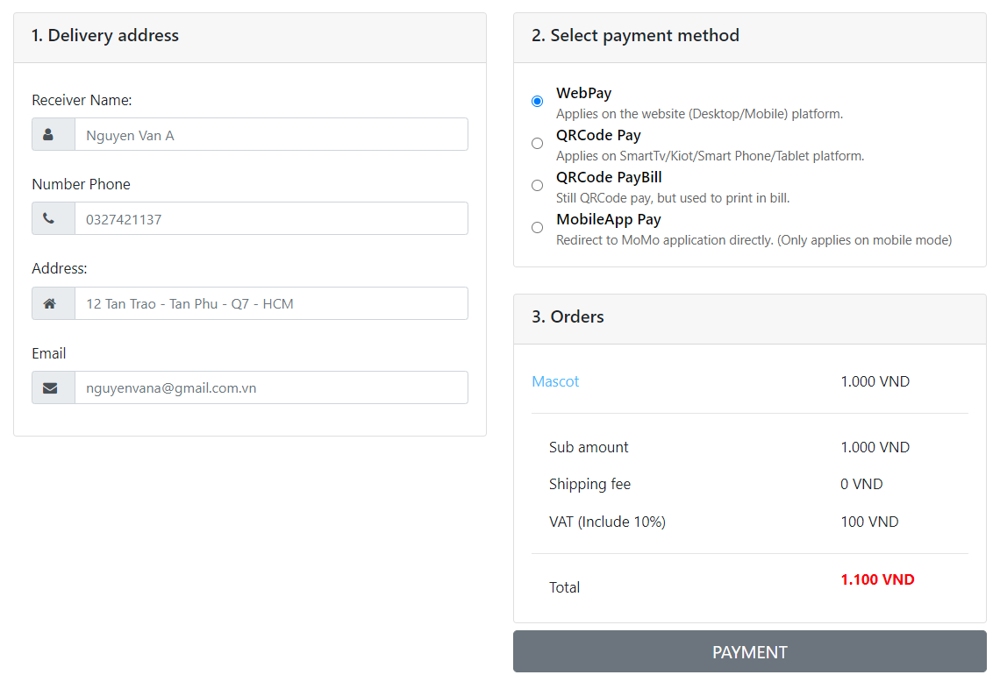 1. Delivery address
Receiver Name:
Nguyen Van A
Number Phone
0327421137
Address:
12 Tan Trao - Tan Phu - Q7 - HCM
Email
nguyenvana@gmail.com.vn
2. Select payment method
WebPay
Applies on the website (Desktop/Mobile) platform.
QRCode Pay
Applies on SmartTv/Kiot/Smart Phone/Tablet platform.
QRCode PayBill
Still QRCode pay, but used to print in bill.
MobileApp Pay
Redirect to MoMo application directly. (Only applies on mobile mode)
3. Orders
Mascot 1.000 VND
Sub amount 1.000 VND
Shipping fee 0 VND
VAT (Include 10%) 100 VND
Total 1.100 VND
PAYMENT